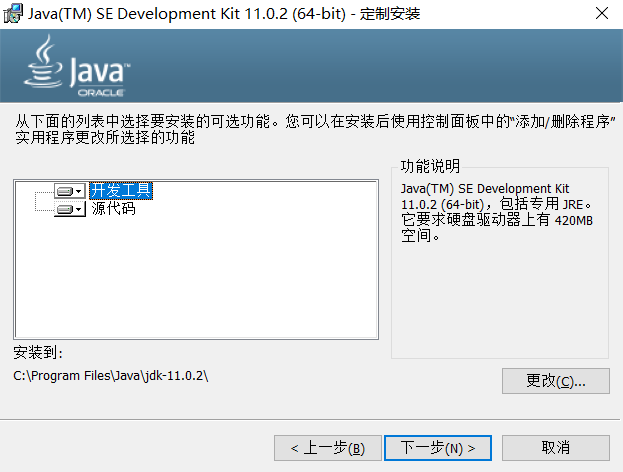 Java(TM) SE Development Kit 11.0.2 (64-bit) - 定制安装
Java™
ORACLE
从下面的列表中选择要安装的可选功能。您可以在安装后使用控制面板中的“添加/删除程序”
实用程序更改所选择的功能
功能说明
开发工具
源代码
Java(TM) SE Development Kit
11.0.2 (64-bit)，包括专用 JRE。
它要求硬盘驱动器上有 420MB
空间。
安装到:
C:\Program Files\Java\jdk-11.0.2\
更改(C)...
< 上一步(B)
下一步(N) >
取消